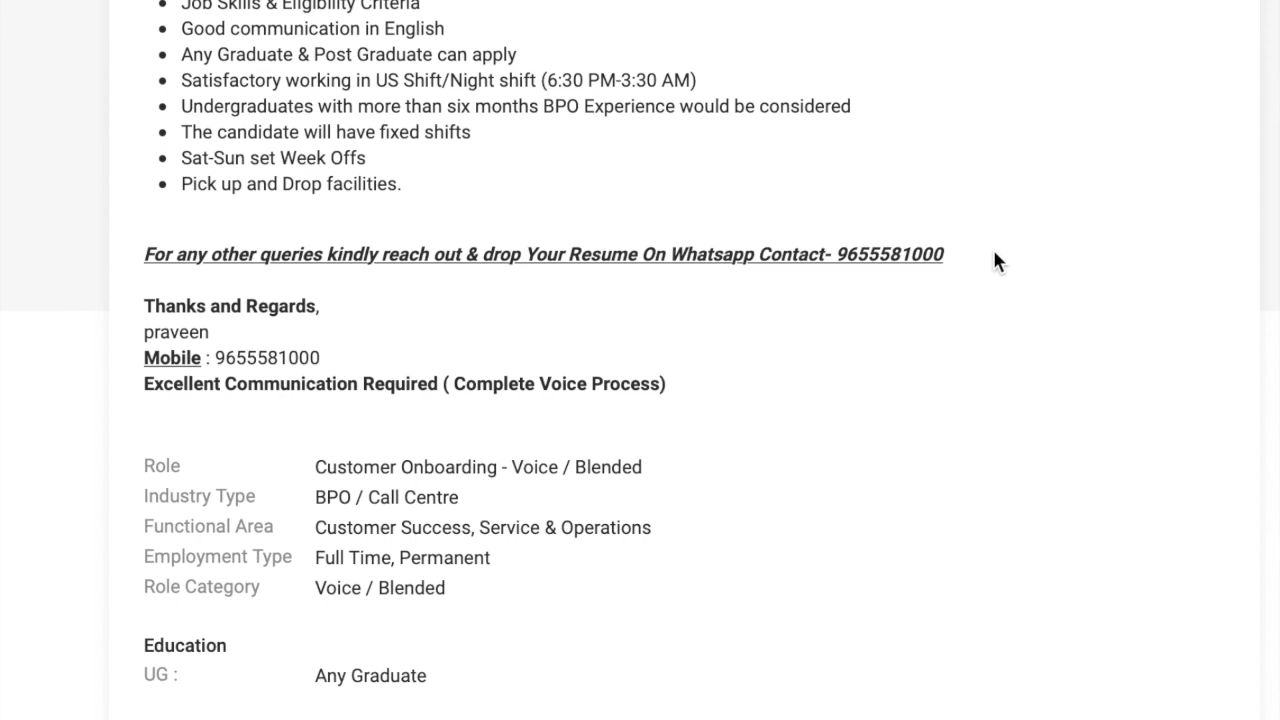 Job Skills & Eligibility Criteria
Good communication in English
Any Graduate & Post Graduate can apply
Satisfactory working in US Shift/Night shift (6:30 PM-3:30 AM)
Undergraduates with more than six months BPO Experience would be considered
The candidate will have fixed shifts
Sat-Sun set Week Offs
Pick up and Drop facilities.
For any other queries kindly reach out & drop Your Resume On Whatsapp Contact- 9655581000
Thanks and Regards,
praveen
Mobile : 9655581000
Excellent Communication Required ( Complete Voice Process)
Role Customer Onboarding - Voice / Blended
Industry Type BPO / Call Centre
Functional Area Customer Success, Service & Operations
Employment Type Full Time, Permanent
Role Category Voice / Blended
Education
UG : Any Graduate